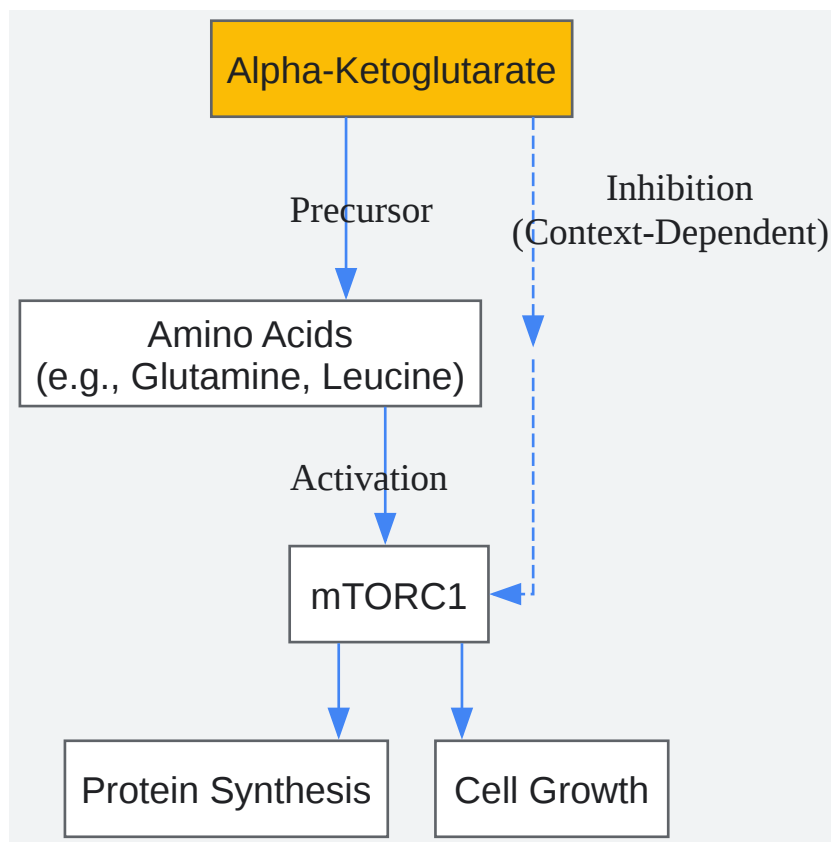 Alpha-Ketoglutarate
Precursor
Inhibition
(Context-Dependent)
Amino Acids
(e.g., Glutamine, Leucine)
Activation
mTORC1
Protein Synthesis
Cell Growth